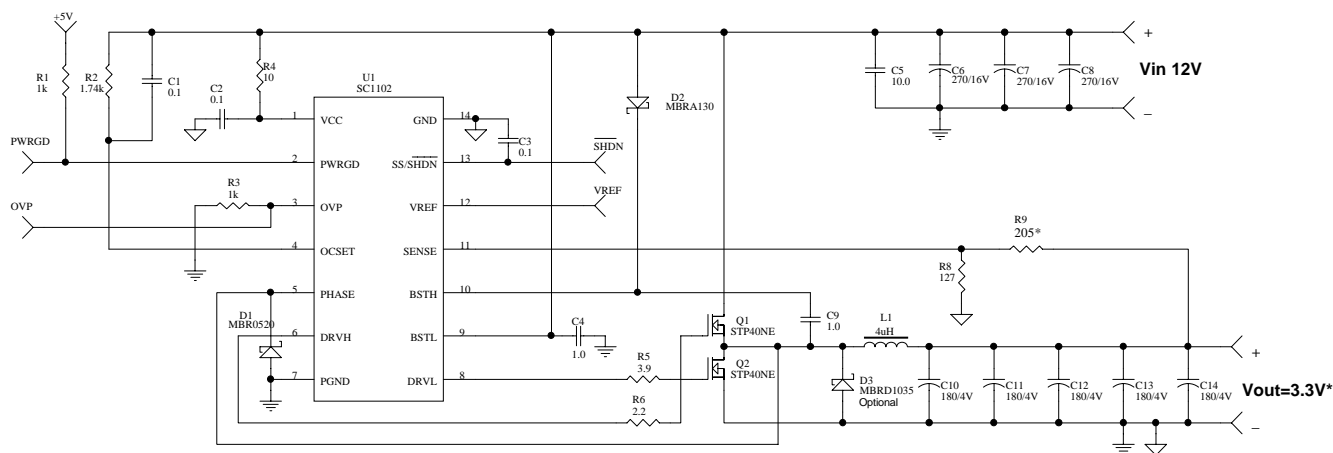 +5V
R1
1k
R2
1.74k
C1
0.1
R4
10
C2
0.1
U1
SC1102
1
VCC
GND
14
PWRGD
2
PWRGD
SS/SHDN
13
C3
0.1
SHDN
R3
1k
3
OVP
VREF
12
VREF
OVP
4
OCSET
SENSE
11
5
PHASE
BSTH
10
D1
MBR0520
6
DRVH
BSTL
9
7
PGND
DRVL
8
C4
1.0
R5
3.9
R6
2.2
D2
MBRA130
Q1
STP40NE
Q2
STP40NE
C5
10.0
C6
270/16V
C7
270/16V
C8
270/16V
+
Vin 12V
_
R9
205*
R8
127
C9
1.0
L1
4uH
D3
MBRD1035
Optional
C10
180/4V
C11
180/4V
C12
180/4V
C13
180/4V
C14
180/4V
+
Vout=3.3V*
_